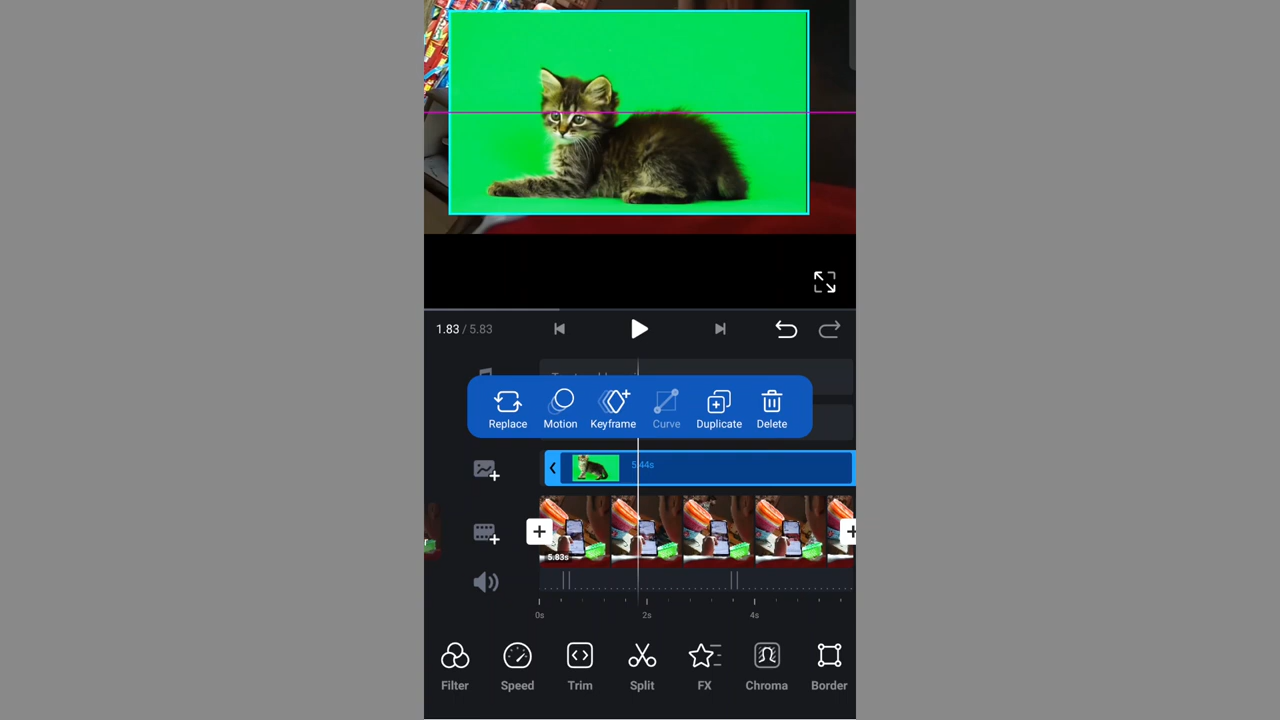 1.83 / 5.83
Replace Motion Keyframe Curve Duplicate Delete
5.44s
5.83s
0s 2s 4s
Filter Speed Trim Split FX Chroma Border